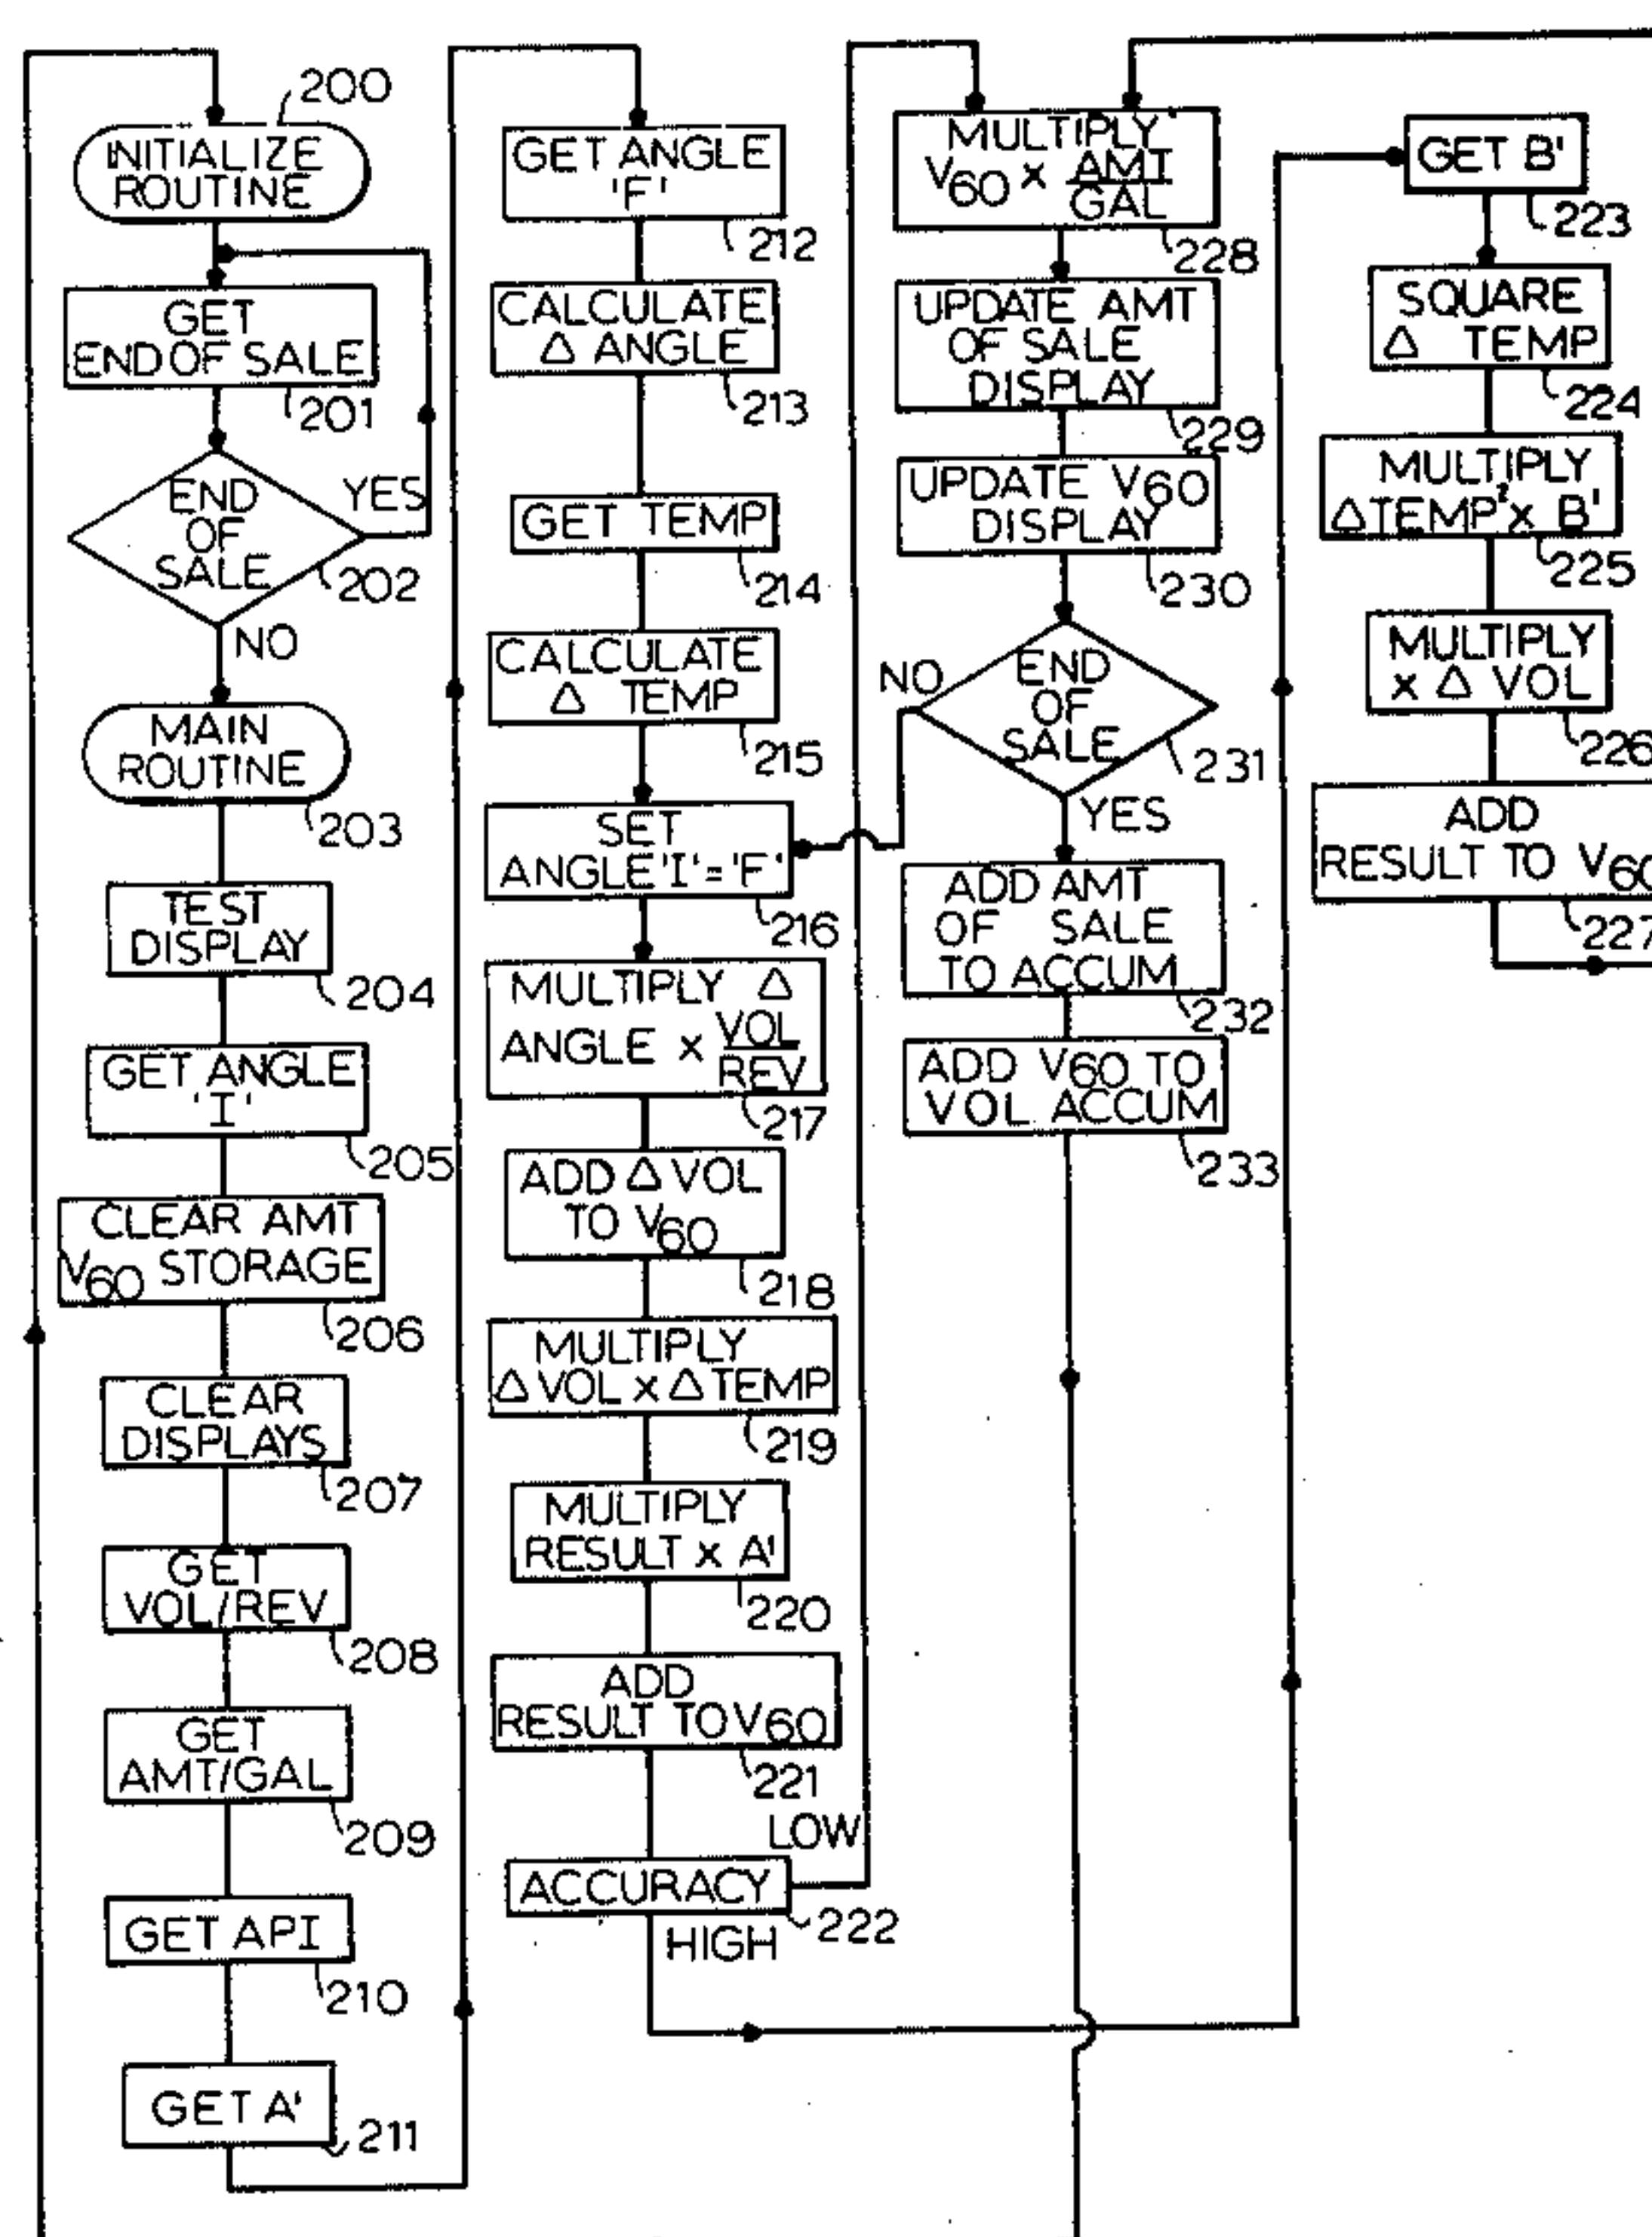 200
INITIALIZE
ROUTINE
GET
END OF SALE
201
END
OF
SALE
YES
202
NO
MAIN
ROUTINE
203
TEST
DISPLAY
204
GET ANGLE
'I'
205
CLEAR AMT
V60 STORAGE
206
CLEAR
DISPLAYS
207
GET
VOL/REV
208
GET
AMT/GAL
209
GET API
210
GET A'
211
GET ANGLE
'F'
212
CALCULATE
Δ ANGLE
213
GET TEMP
214
CALCULATE
Δ TEMP
215
SET
ANGLE 'I' = 'F'
216
MULTIPLY Δ
ANGLE x VOL
REV
217
ADD Δ VOL
TO V60
218
MULTIPLY
Δ VOL x Δ TEMP
219
MULTIPLY
RESULT x A'
220
ADD
RESULT TO V60
221
LOW
ACCURACY
222
HIGH
MULTIPLY
V60 x AMT
GAL
228
UPDATE AMT
OF SALE
DISPLAY
229
UPDATE V60
DISPLAY
230
NO
END
OF
SALE
231
YES
ADD AMT
OF SALE
TO ACCUM
232
ADD V60 TO
VOL ACCUM
233
GET B'
223
SQUARE
Δ TEMP
224
MULTIPLY
Δ TEMP² x B'
225
MULTIPLY
x Δ VOL
226
ADD
RESULT TO V60
227